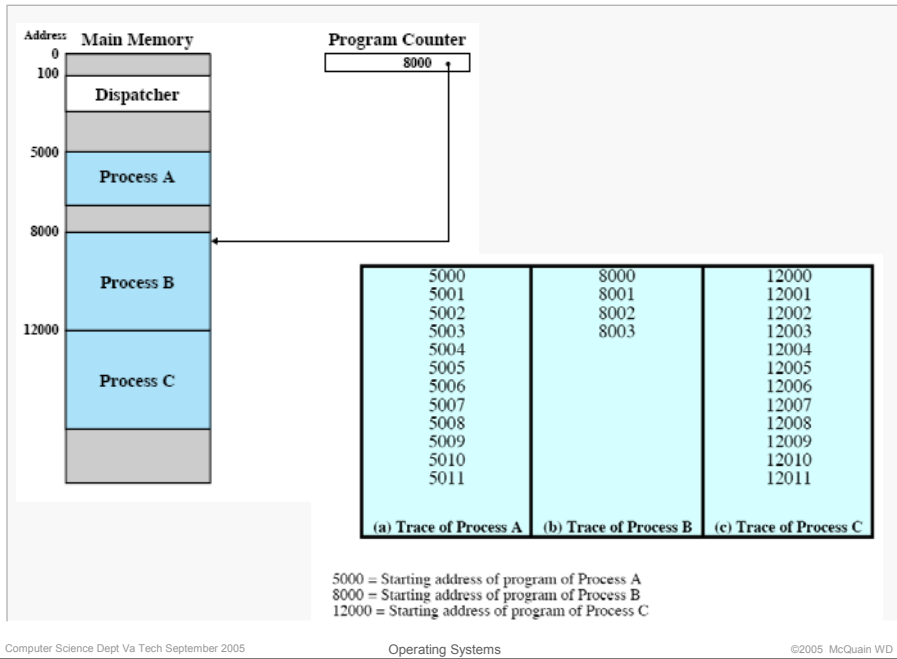 Address Main Memory
0
100
Dispatcher
5000
Process A
8000
Process B
12000
Process C
Program Counter
8000
5000 8000 12000
5001 8001 12001
5002 8002 12002
5003 8003 12003
5004 12004
5005 12005
5006 12006
5007 12007
5008 12008
5009 12009
5010 12010
5011 12011
(a) Trace of Process A (b) Trace of Process B (c) Trace of Process C
5000 = Starting address of program of Process A
8000 = Starting address of program of Process B
12000 = Starting address of program of Process C
Computer Science Dept Va Tech September 2005 Operating Systems ©2005 McQuain WD